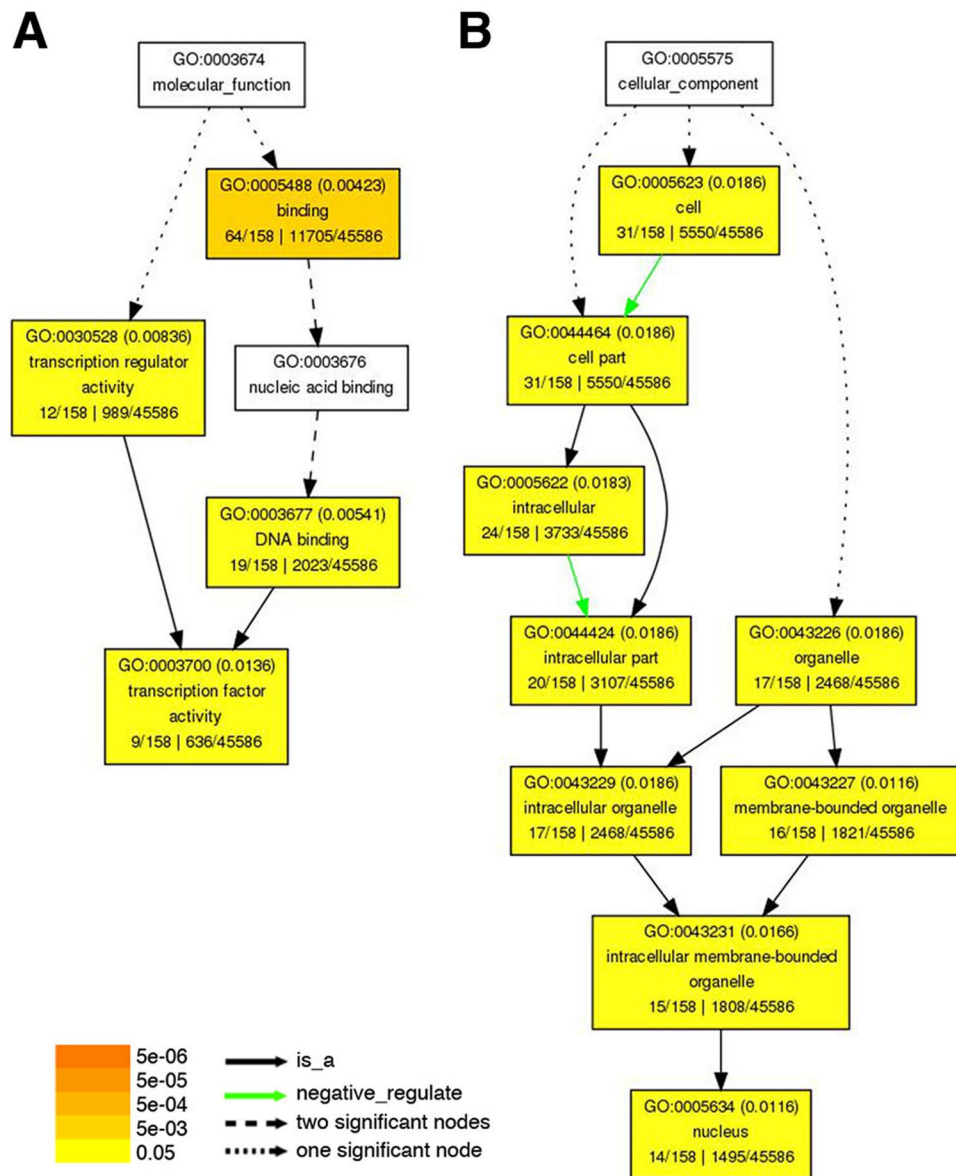 A
GO:0003674
molecular_function
GO:0005488 (0.00423)
binding
64/158 | 11705/45586
GO:0030528 (0.00836)
transcription regulator
activity
12/158 | 989/45586
GO:0003676
nucleic acid binding
GO:0003677 (0.00541)
DNA binding
19/158 | 2023/45586
GO:0003700 (0.0136)
transcription factor
activity
9/158 | 636/45586
B
GO:0005575
cellular_component
GO:0005623 (0.0186)
cell
31/158 | 5550/45586
GO:0044464 (0.0186)
cell part
31/158 | 5550/45586
GO:0005622 (0.0183)
intracellular
24/158 | 3733/45586
GO:0044424 (0.0186)
intracellular part
20/158 | 3107/45586
GO:0043226 (0.0186)
organelle
17/158 | 2468/45586
GO:0043229 (0.0186)
intracellular organelle
17/158 | 2468/45586
GO:0043227 (0.0116)
membrane-bounded organelle
16/158 | 1821/45586
GO:0043231 (0.0166)
intracellular membrane-bounded
organelle
15/158 | 1808/45586
GO:0005634 (0.0116)
nucleus
14/158 | 1495/45586
5e-06
5e-05
5e-04
5e-03
0.05
is_a
negative_regulate
two significant nodes
one significant node